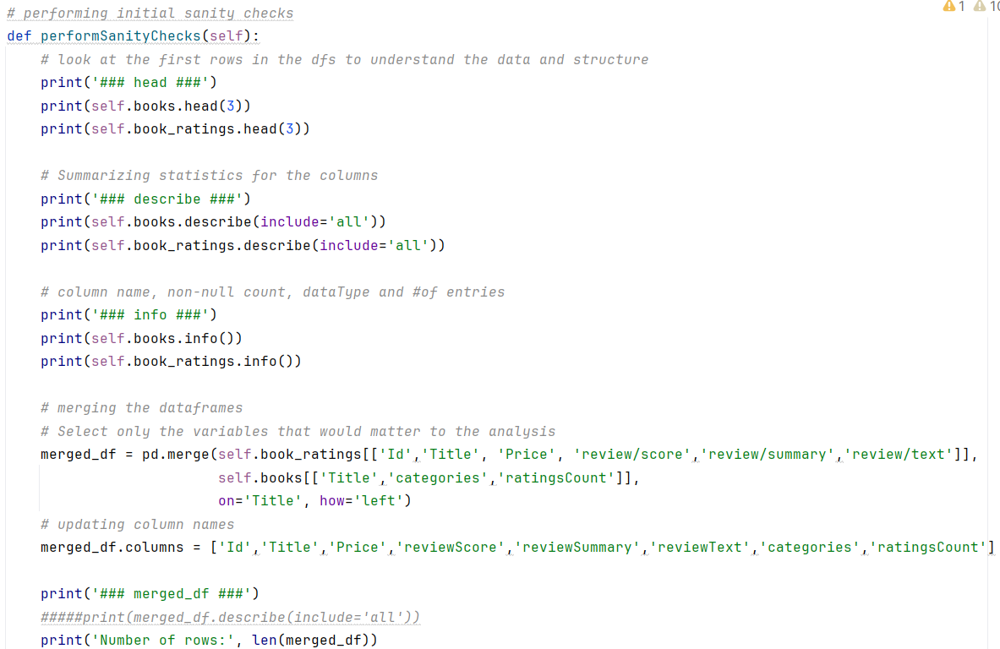 # performing initial sanity checks
def performSanityChecks(self):
    # look at the first rows in the dfs to understand the data and structure
    print('### head ###')
    print(self.books.head(3))
    print(self.book_ratings.head(3))

    # Summarizing statistics for the columns
    print('### describe ###')
    print(self.books.describe(include='all'))
    print(self.book_ratings.describe(include='all'))

    # column name, non-null count, dataType and #of entries
    print('### info ###')
    print(self.books.info())
    print(self.book_ratings.info())

    # merging the dataframes
    # Select only the variables that would matter to the analysis
    merged_df = pd.merge(self.book_ratings[['Id','Title', 'Price', 'review/score','review/summary','review/text']],
                         self.books[['Title','categories','ratingsCount']],
                         on='Title', how='left')
    # updating column names
    merged_df.columns = ['Id','Title','Price','reviewScore','reviewSummary','reviewText','categories','ratingsCount']

    print('### merged_df ###')
    #####print(merged_df.describe(include='all'))
    print('Number of rows:', len(merged_df))